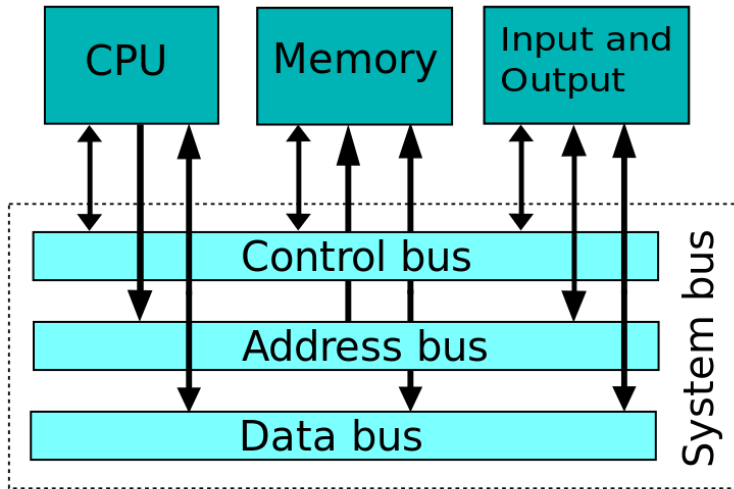 CPU
Memory
Input and
Output
Control bus
Address bus
Data bus
System bus